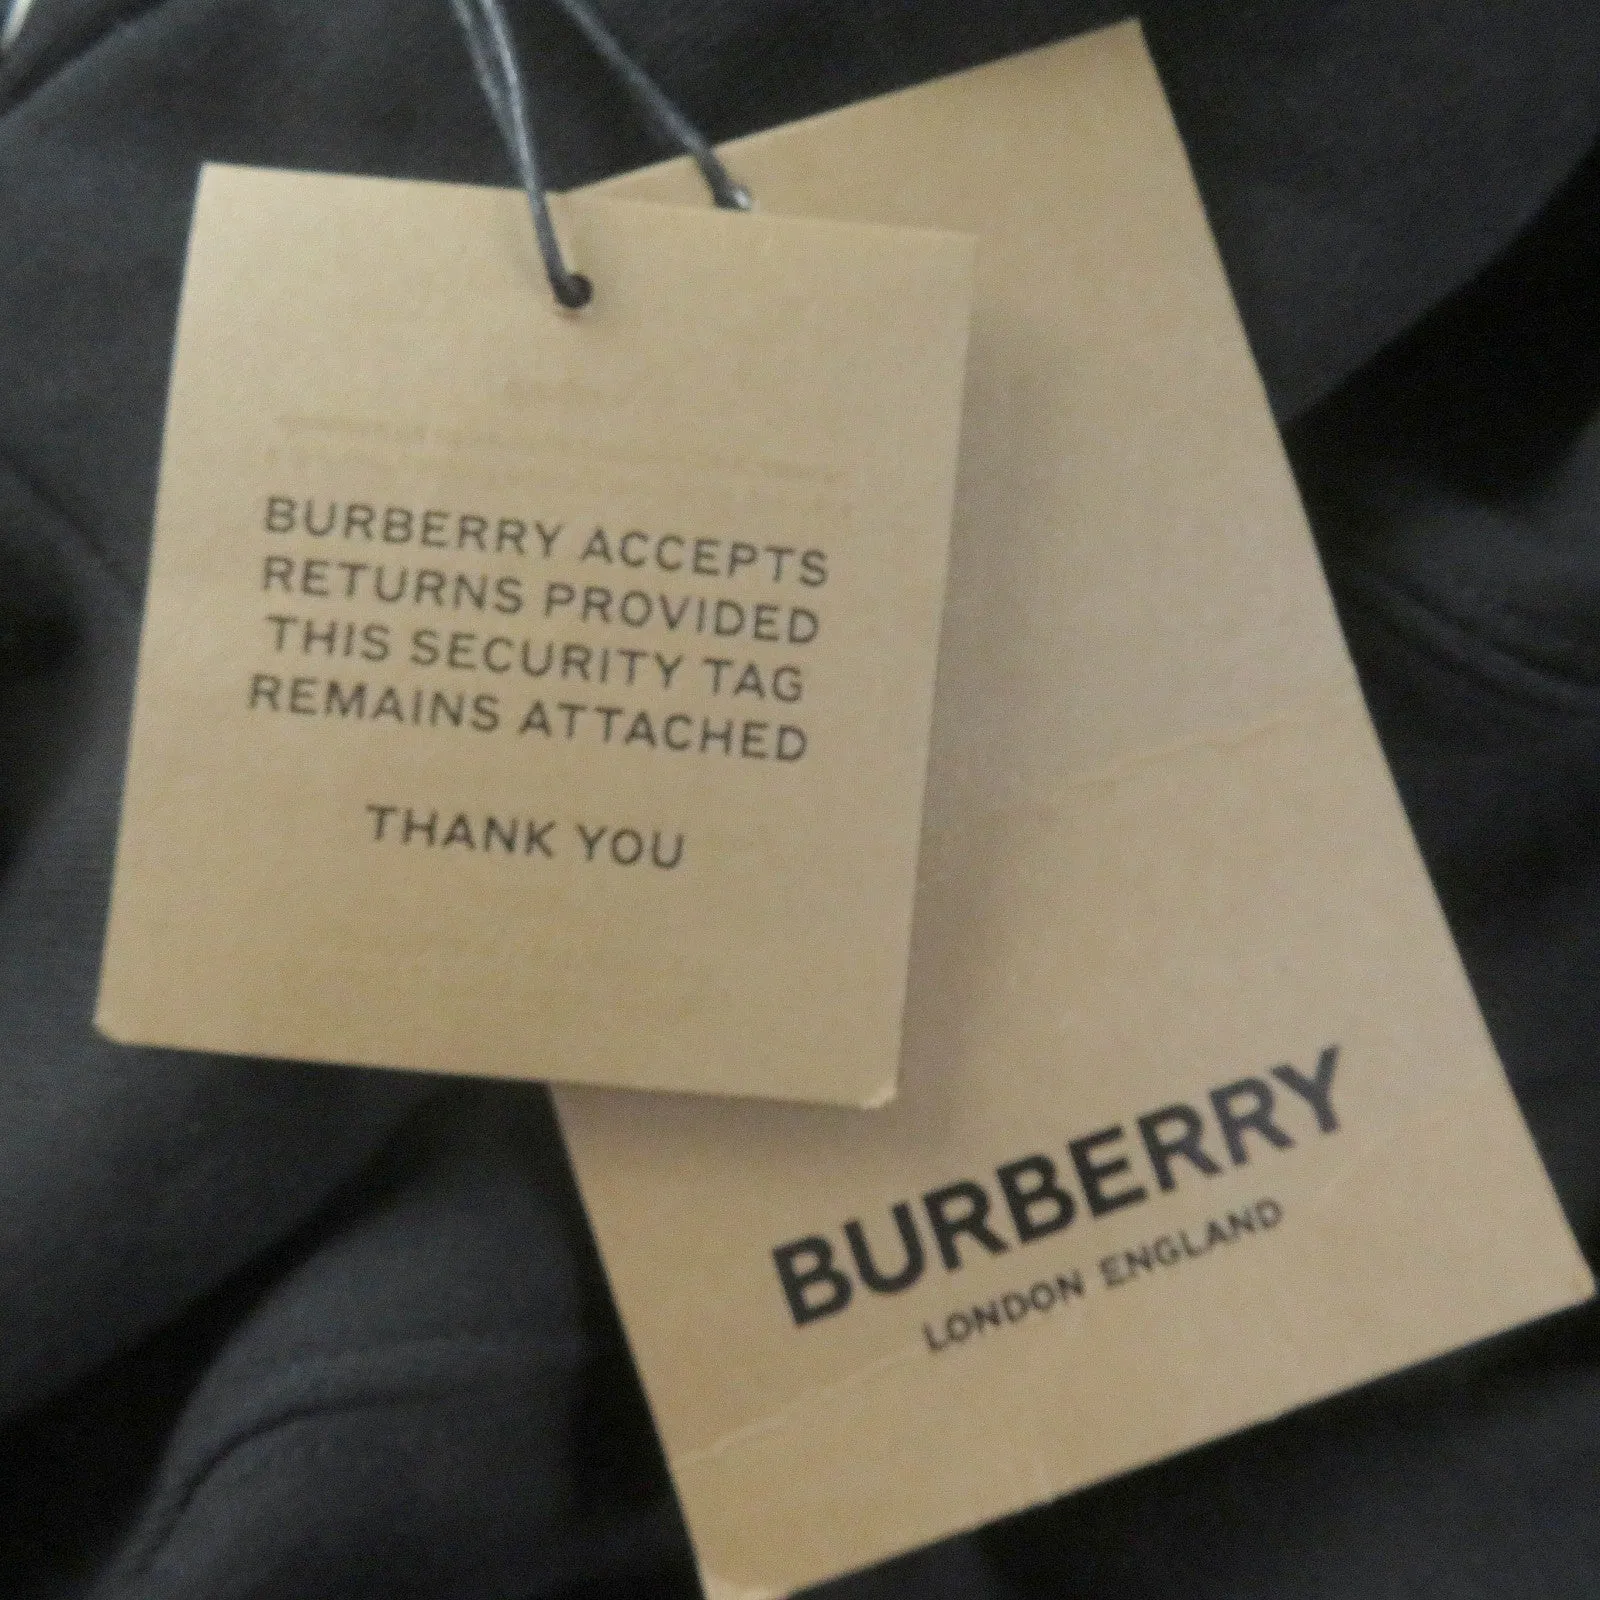 BURBERRY ACCEPTS
RETURNS PROVIDED
THIS SECURITY TAG
REMAINS ATTACHED
THANK YOU
BURBERRY
LONDON ENGLAND